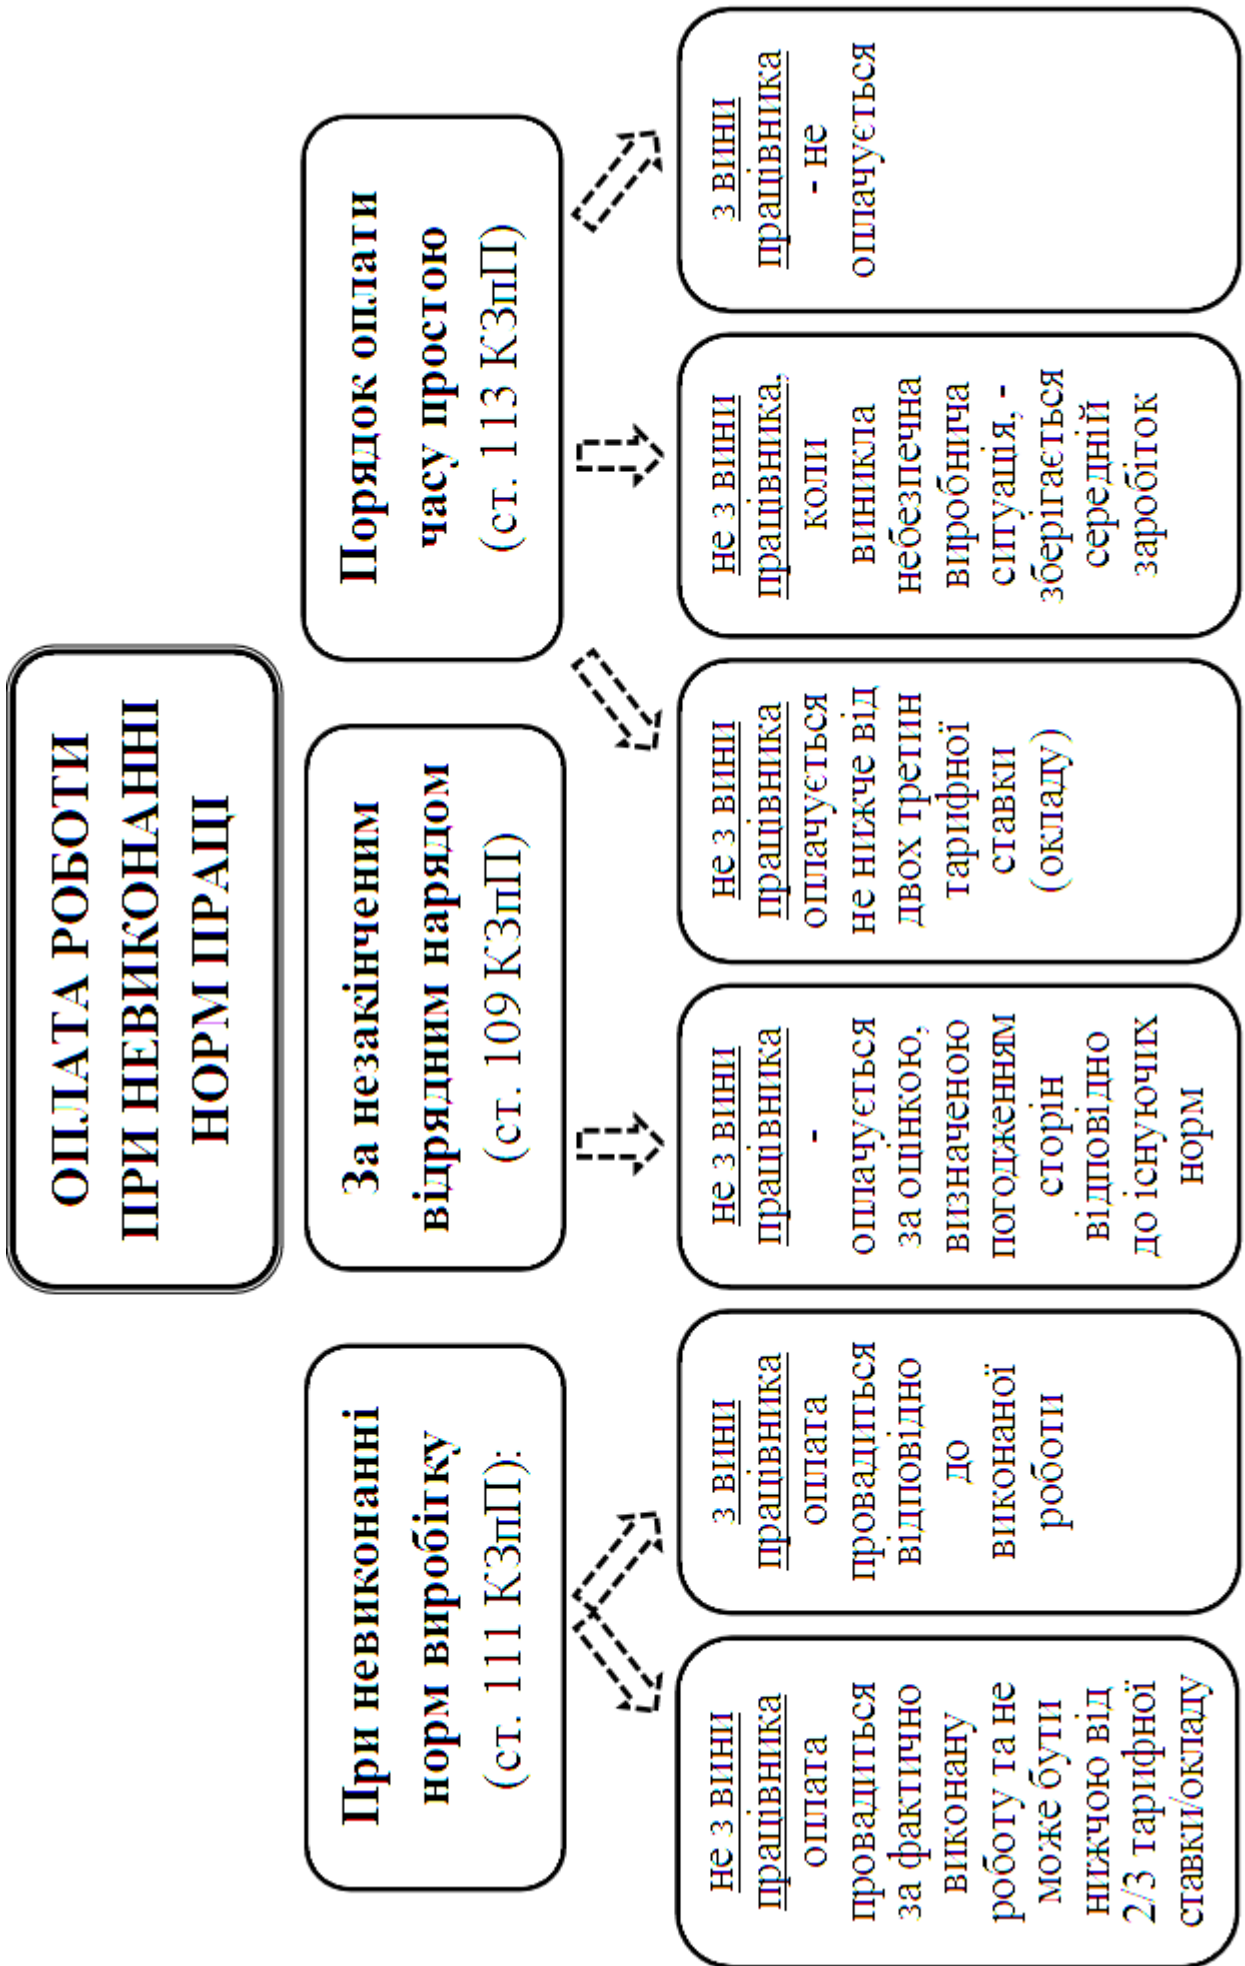 ОПЛАТА РОБОТИ
ПРИ НЕВИКОНАННІ
НОРМ ПРАЦІ
При невиконанні
норм виробітку
(ст. 111 КЗпП):
За незакінченим
відрядним нарядом
(ст. 109 КЗпП)
Порядок оплати
часу простою
(ст. 113 КЗпП)
не з вини
працівника
оплата
провадиться
за фактично
виконану
роботу та не
може бути
нижчою від
2/3 тарифної
ставки/окладу
з вини
працівника
оплата
провадиться
відповідно
до
виконаної
роботи
не з вини
працівника
-
оплачується
за оцінкою,
визначеною
погодженням
сторін
відповідно
до існуючих
норм
не з вини
працівника
оплачується
не нижче від
двох третин
тарифної
ставки
(окладу)
не з вини
працівника,
коли
виникла
небезпечна
виробнича
ситуація, -
зберігається
середній
заробіток
з вини
працівника
- не
оплачується